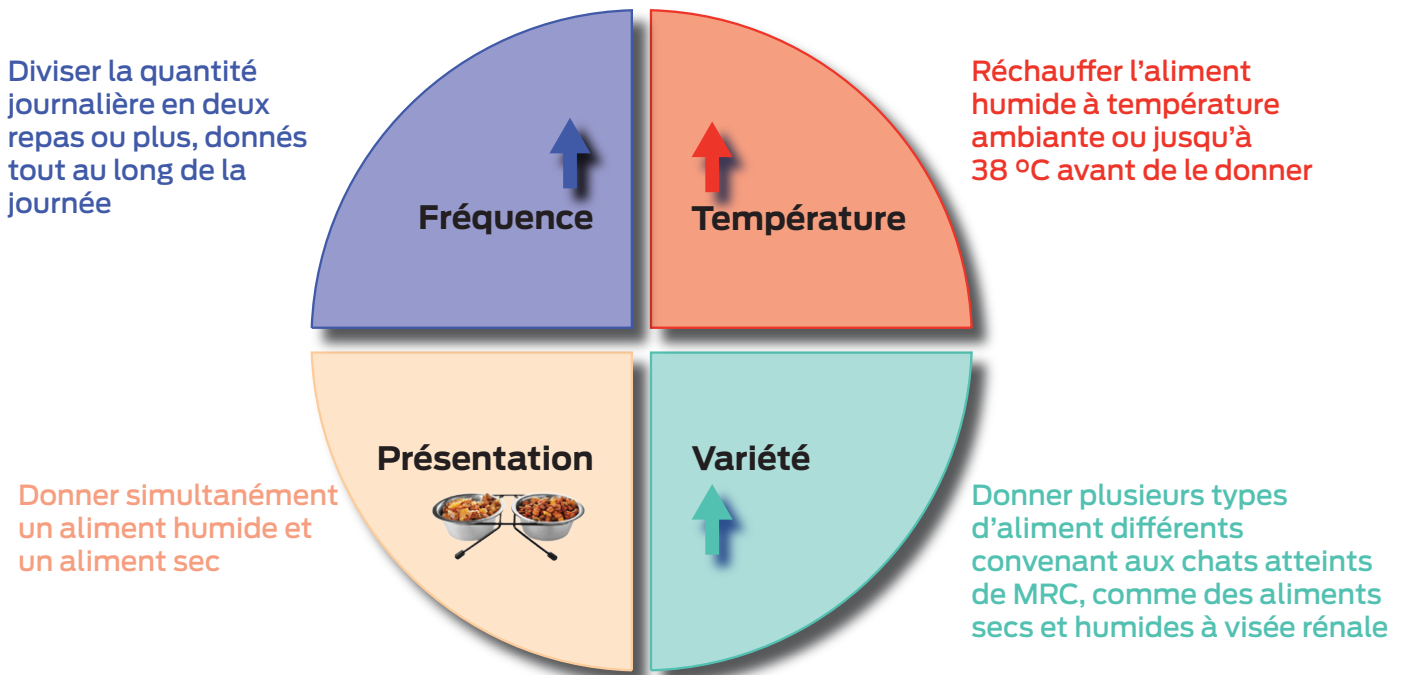 Diviser la quantité
journalière en deux
repas ou plus, donnés
tout au long de la
journée
Fréquence
Température
Réchauffer l’aliment
humide à température
ambiante ou jusqu’à
38 ºC avant de le donner
Présentation
Donner simultanément
un aliment humide et
un aliment sec
Variété
Donner plusieurs types
d’aliment différents
convenant aux chats atteints
de MRC, comme des aliments
secs et humides à visée rénale